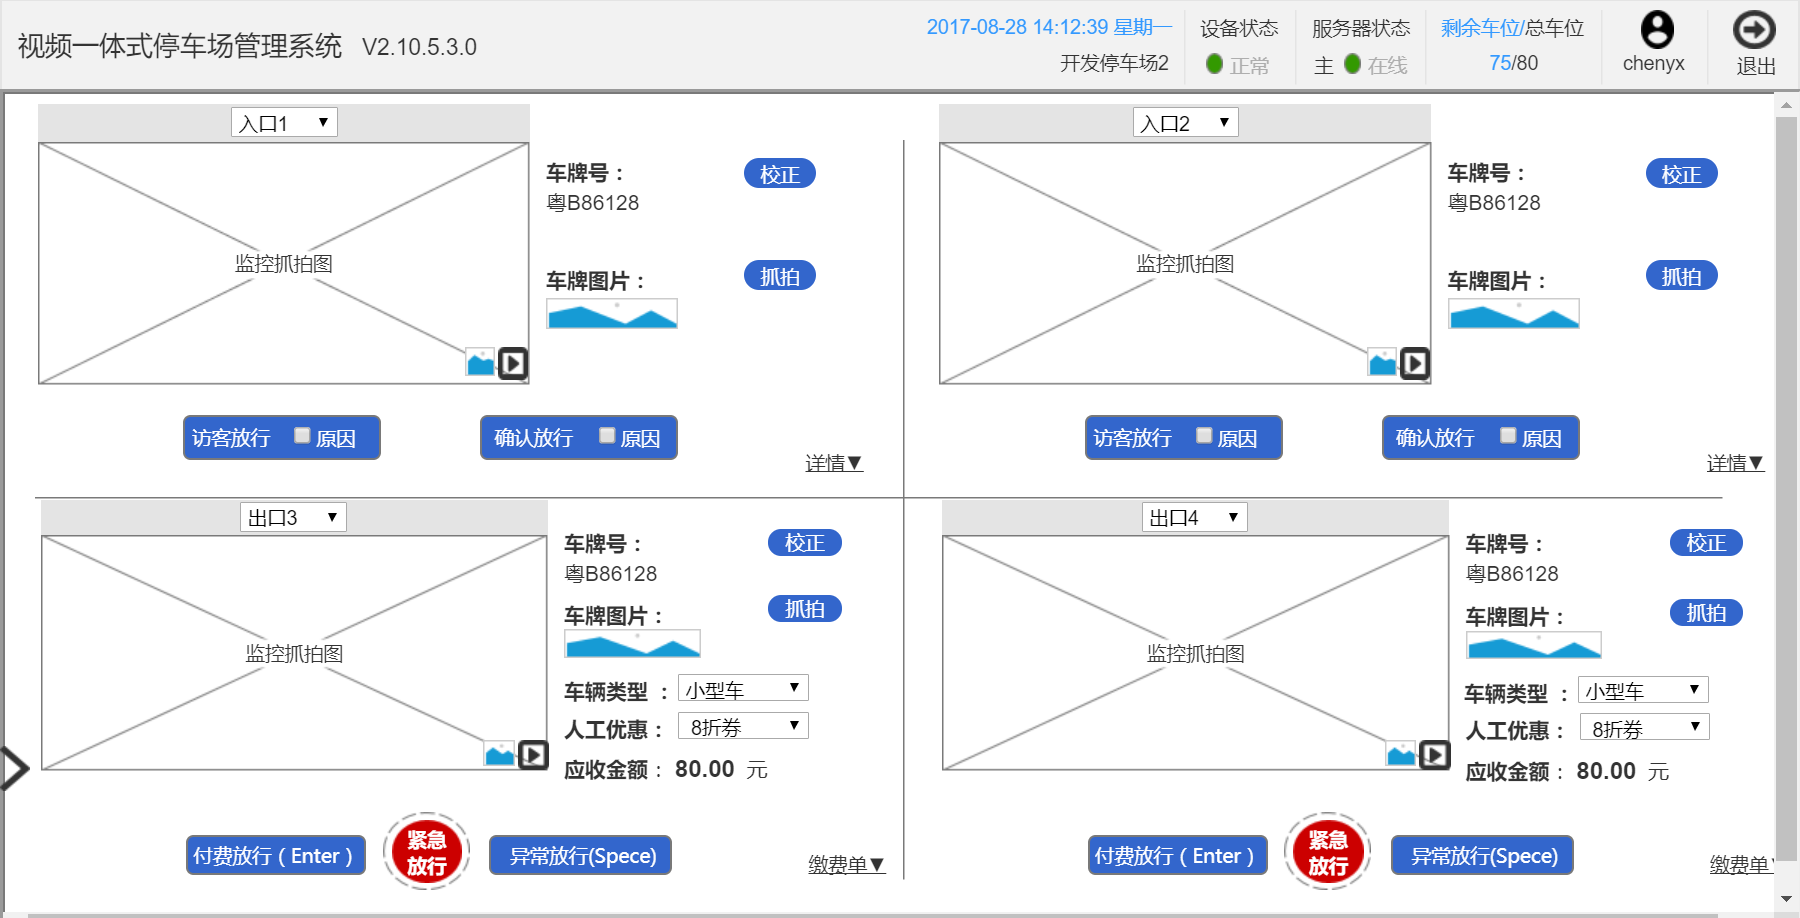 视频一体式停车场管理系统 V2.10.5.3.0
2017-08-28 14:12:39 星期一
开发停车场2
设备状态
正常
服务器状态
主 在线
剩余车位/总车位
75/80
chenyx
退出
入口1
监控抓拍图
车牌号：
粤B86128
校正
车牌图片：
抓拍
访客放行 原因
确认放行 原因
详情▼
入口2
监控抓拍图
车牌号：
粤B86128
校正
车牌图片：
抓拍
访客放行 原因
确认放行 原因
详情▼
出口3
监控抓拍图
车牌号：
粤B86128
校正
车牌图片：
抓拍
车辆类型 ： 小型车
人工优惠： 8折券
应收金额： 80.00 元
付费放行（Enter）
紧急
放行
异常放行(Spece)
缴费单▼
出口4
监控抓拍图
车牌号：
粤B86128
校正
车牌图片：
抓拍
车辆类型 ： 小型车
人工优惠： 8折券
应收金额： 80.00 元
付费放行（Enter）
紧急
放行
异常放行(Spece)
缴费单▼